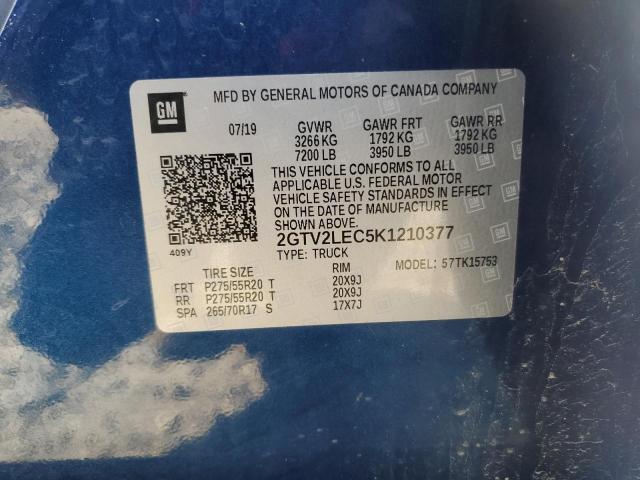 GM
MFD BY GENERAL MOTORS OF CANADA COMPANY
07/19 GVWR GAWR FRT GAWR RR
3266 KG 1792 KG 1792 KG
7200 LB 3950 LB 3950 LB
THIS VEHICLE CONFORMS TO ALL
APPLICABLE U.S. FEDERAL MOTOR
VEHICLE SAFETY STANDARDS IN EFFECT
ON THE DATE OF MANUFACTURE
SHOWN ABOVE.
409Y
2GTV2LEC5K1210377
TYPE: TRUCK MODEL: 57TK15753
TIRE SIZE RIM
FRT P275/55R20 T 20X9J
RR P275/55R20 T 20X9J
SPA 265/70R17 S 17X7J